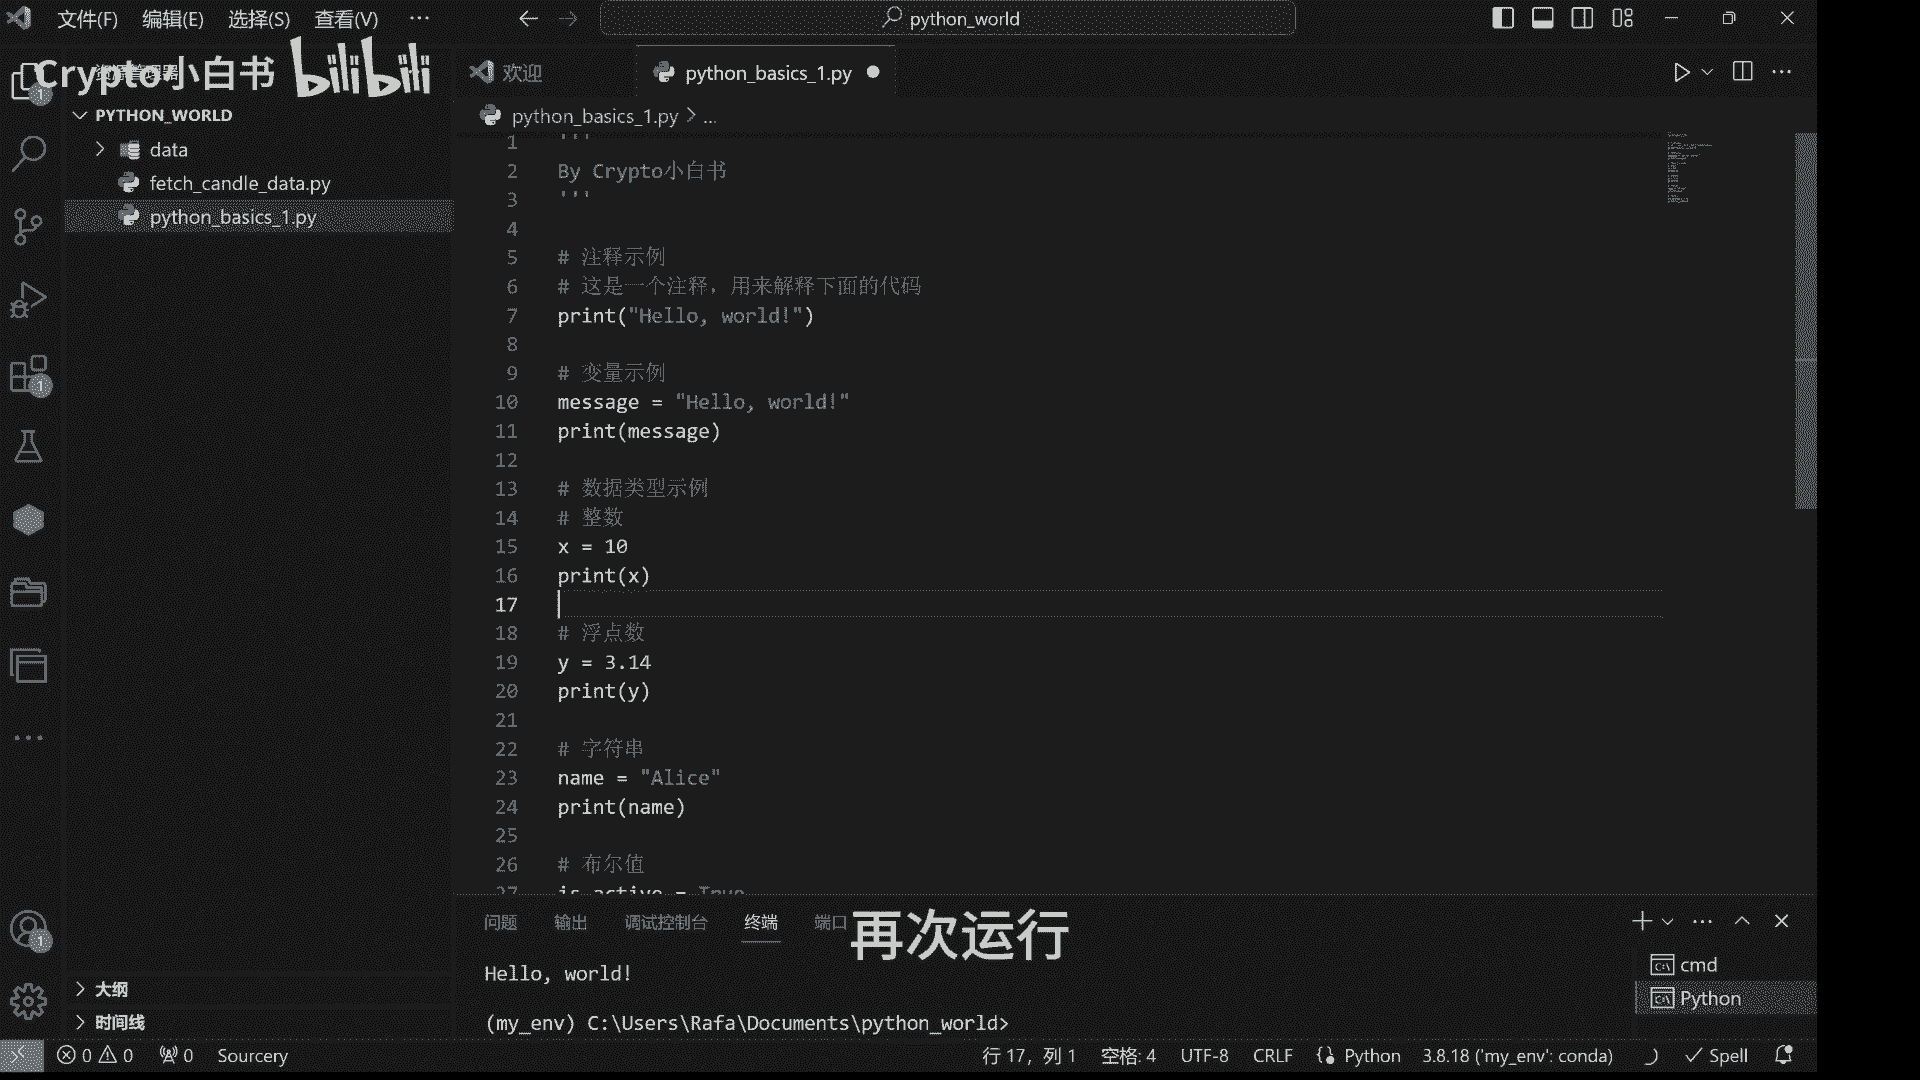 文件(F) 编辑(E) 选择(S) 查看(V) ··· python_world
Crypto小白书 bilibili
欢迎 python_basics_1.py
PYTHON_WORLD
data
fetch_candle_data.py
python_basics_1.py
python_basics_1.py > ...
1 '''
2 By Crypto小白书
3 '''
4
5 # 注释示例
6 # 这是一个注释，用来解释下面的代码
7 print("Hello, world!")
8
9 # 变量示例
10 message = "Hello, world!"
11 print(message)
12
13 # 数据类型示例
14 # 整数
15 x = 10
16 print(x)
17
18 # 浮点数
19 y = 3.14
20 print(y)
21
22 # 字符串
23 name = "Alice"
24 print(name)
25
26 # 布尔值
27 is_active = True
问题 输出 调试控制台 终端 端口
再次运行
Hello, world!
(my_env) C:\Users\Rafa\Documents\python_world>
cmd
Python
大纲
时间线
0 0 0 Sourcery 行 17，列 1 空格: 4 UTF-8 CRLF Python 3.8.18 ('my_env': conda) Spell